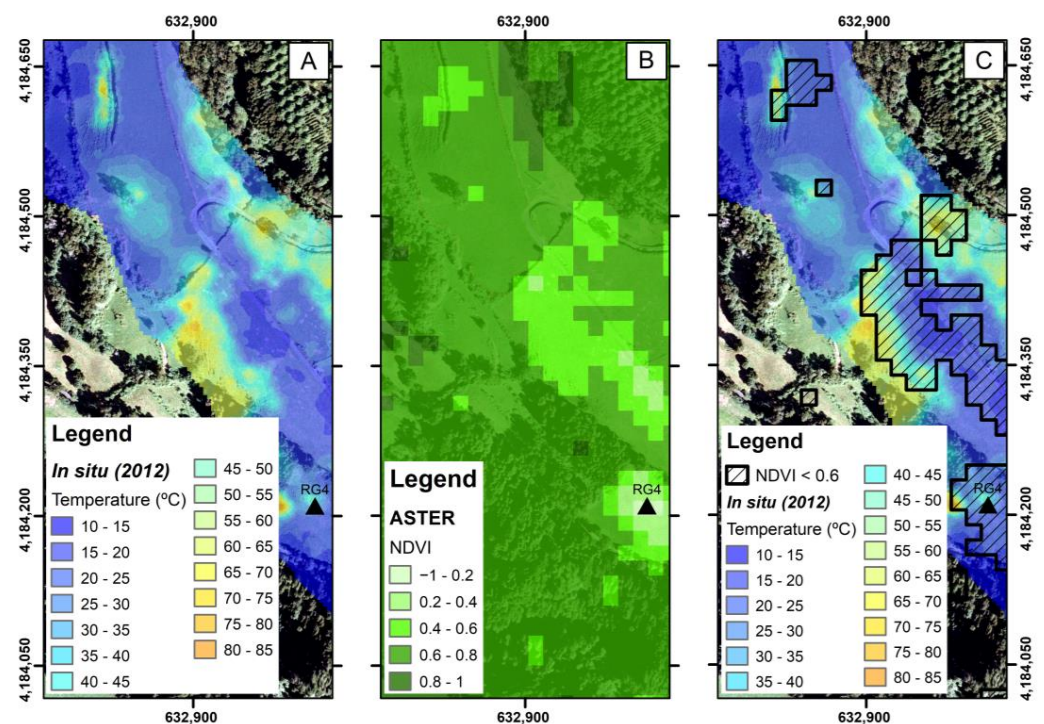 632,900
632,900
632,900
A
B
C
4,184,650
4,184,500
4,184,350
4,184,200
4,184,050
4,184,650
4,184,500
4,184,350
4,184,200
4,184,050
Legend
In situ (2012)
Temperature (ºC)
10 - 15
15 - 20
20 - 25
25 - 30
30 - 35
35 - 40
40 - 45
45 - 50
50 - 55
55 - 60
60 - 65
65 - 70
70 - 75
75 - 80
80 - 85
RG4
Legend
ASTER
NDVI
−1 - 0.2
0.2 - 0.4
0.4 - 0.6
0.6 - 0.8
0.8 - 1
RG4
Legend
NDVI < 0.6
In situ (2012)
Temperature (ºC)
10 - 15
15 - 20
20 - 25
25 - 30
30 - 35
35 - 40
40 - 45
45 - 50
50 - 55
55 - 60
60 - 65
65 - 70
70 - 75
75 - 80
80 - 85
RG4
632,900
632,900
632,900